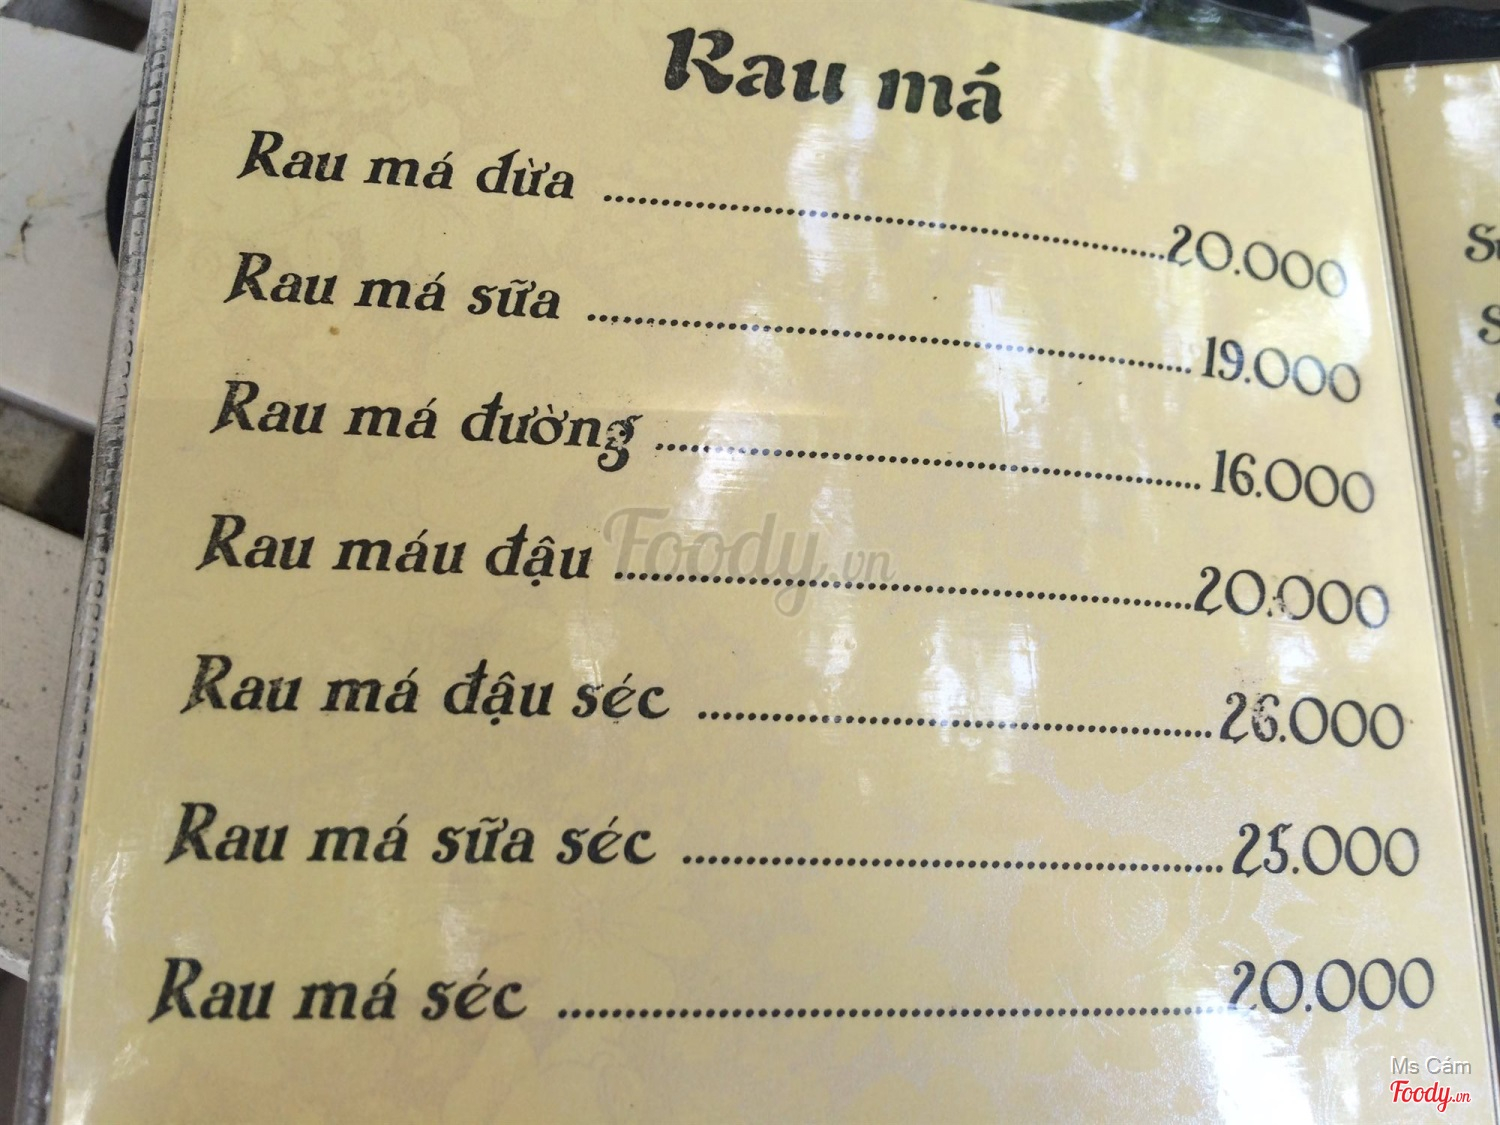 Rau má
Rau má dừa ........ 20.000
Rau má sữa ........ 19.000
Rau má đường ........ 16.000
Rau máu đậu ........ 20.000
Rau má đậu séc ........ 26.000
Rau má sữa séc ........ 25.000
Rau má séc ........ 20.000
Foody.vn
Ms Cám
Foody.vn